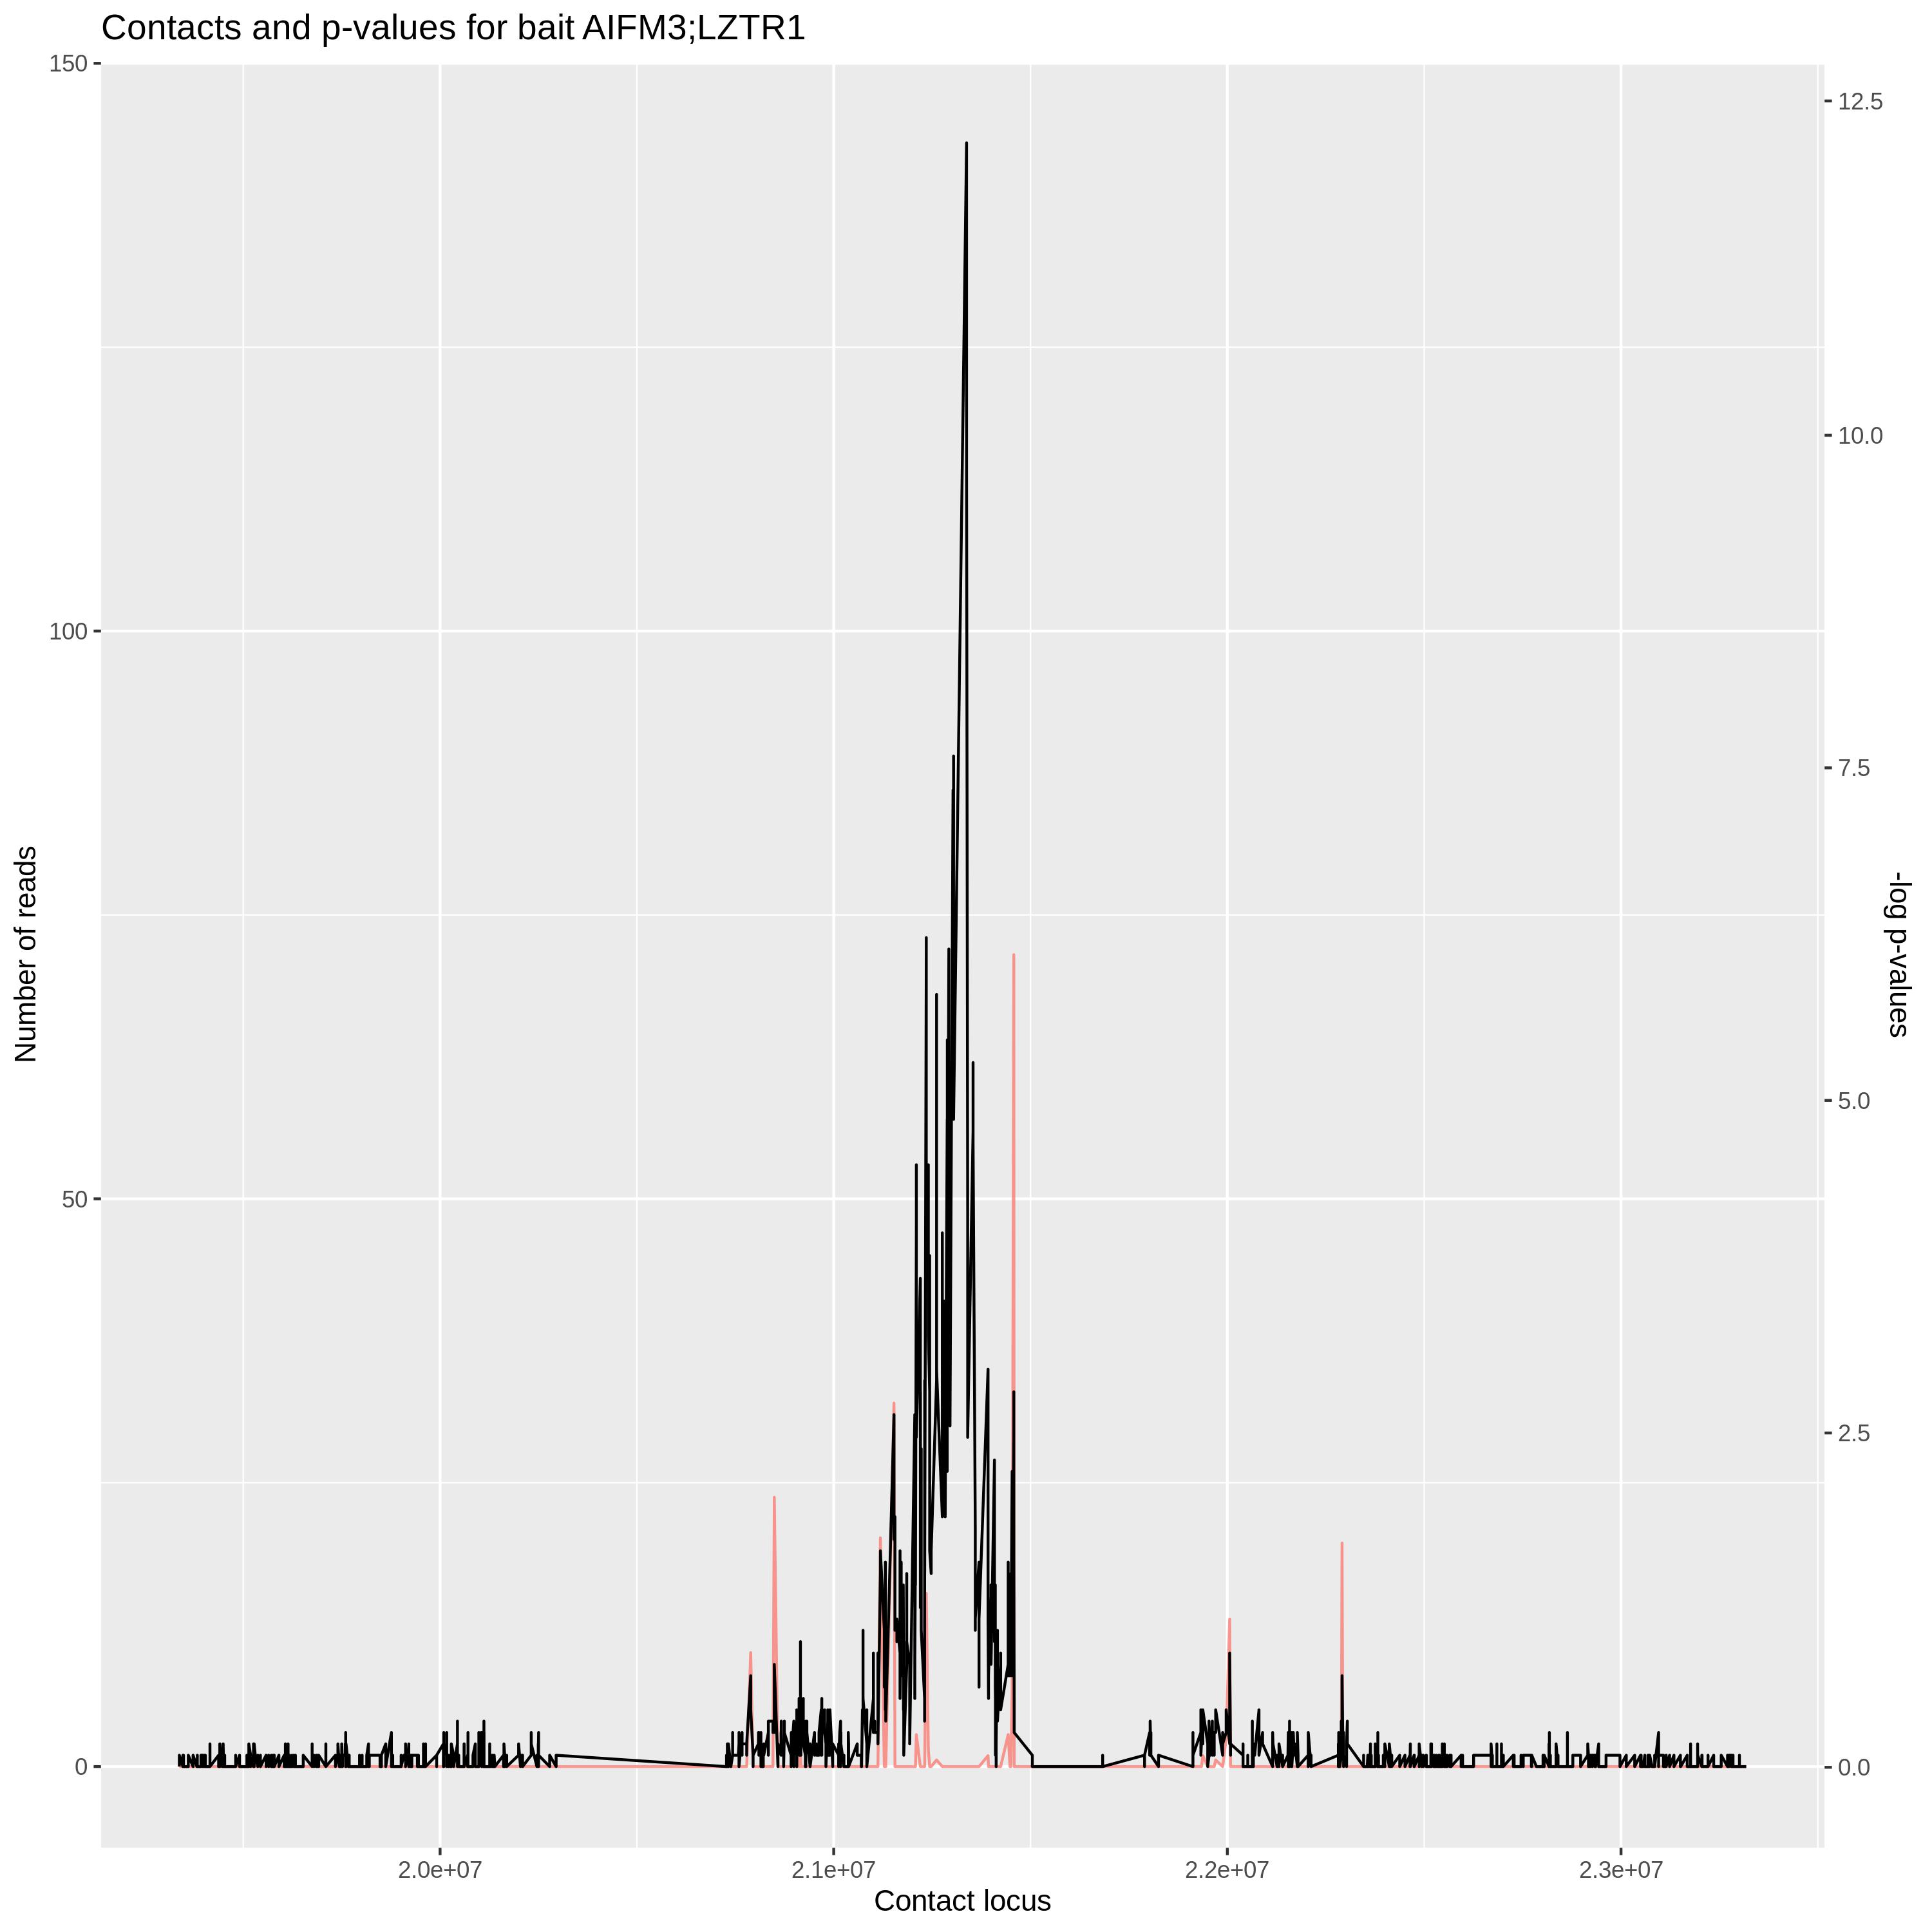 Contacts and p-values for bait AIFM3;LZTR1
150
100
50
0
Number of reads
12.5
10.0
7.5
5.0
2.5
0.0
-log p-values
2.0e+07
2.1e+07
2.2e+07
2.3e+07
Contact locus